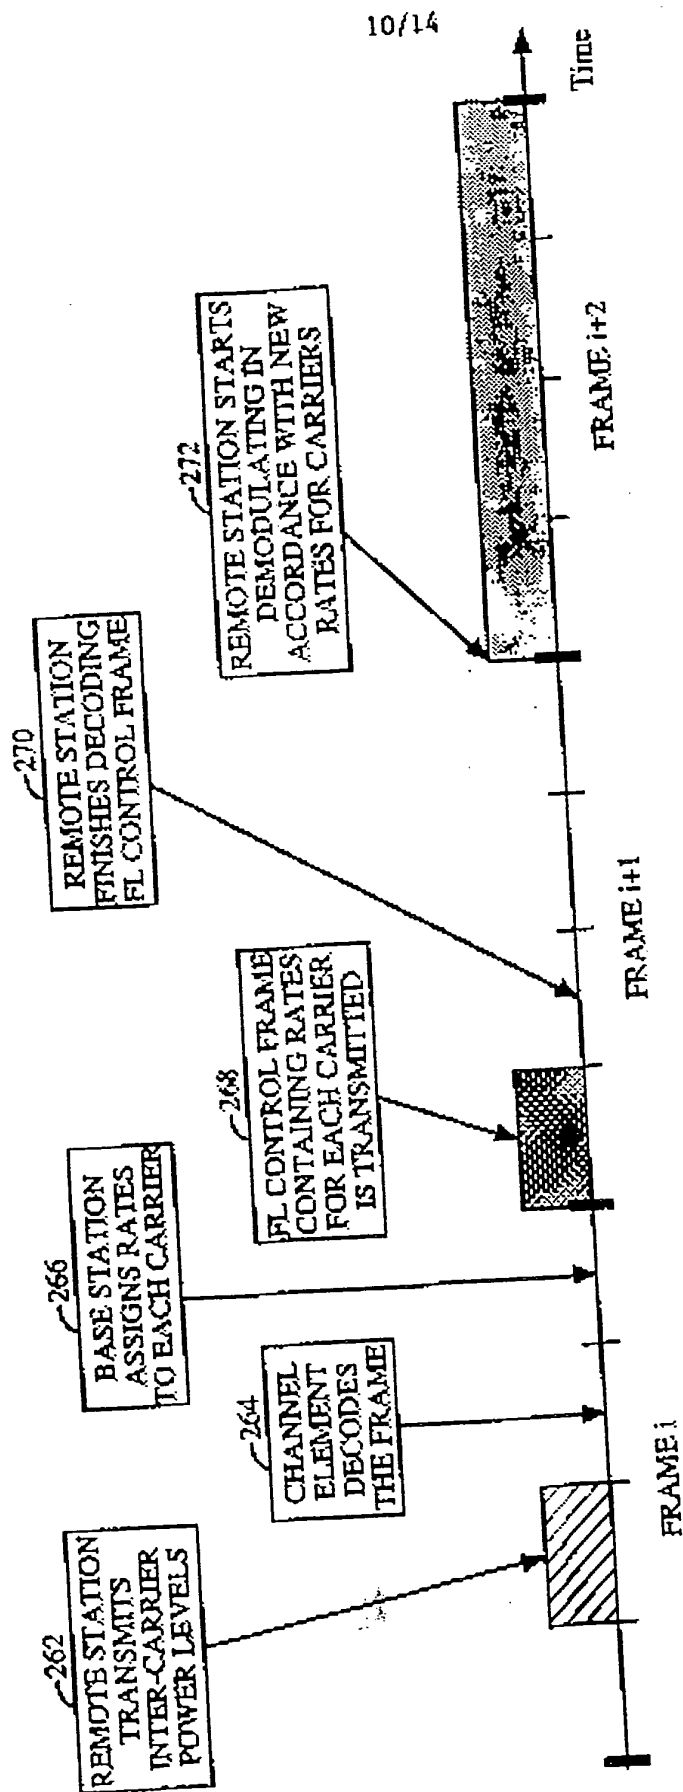 10/14
262
REMOTE STATION
TRANSMITS
INTER-CARRIER
POWER LEVELS
264
CHANNEL
ELEMENT
DECODES
THE FRAME
266
BASE STATION
ASSIGNS RATES
TO EACH CARRIER
268
FL CONTROL FRAME
CONTAINING RATES
FOR EACH CARRIER
IS TRANSMITTED
270
REMOTE STATION
FINISHES DECODING
FL CONTROL FRAME
272
REMOTE STATION STARTS
DEMODULATING IN
ACCORDANCE WITH NEW
RATES FOR CARRIERS
FRAME i
FRAME i+1
FRAME i+2
Time